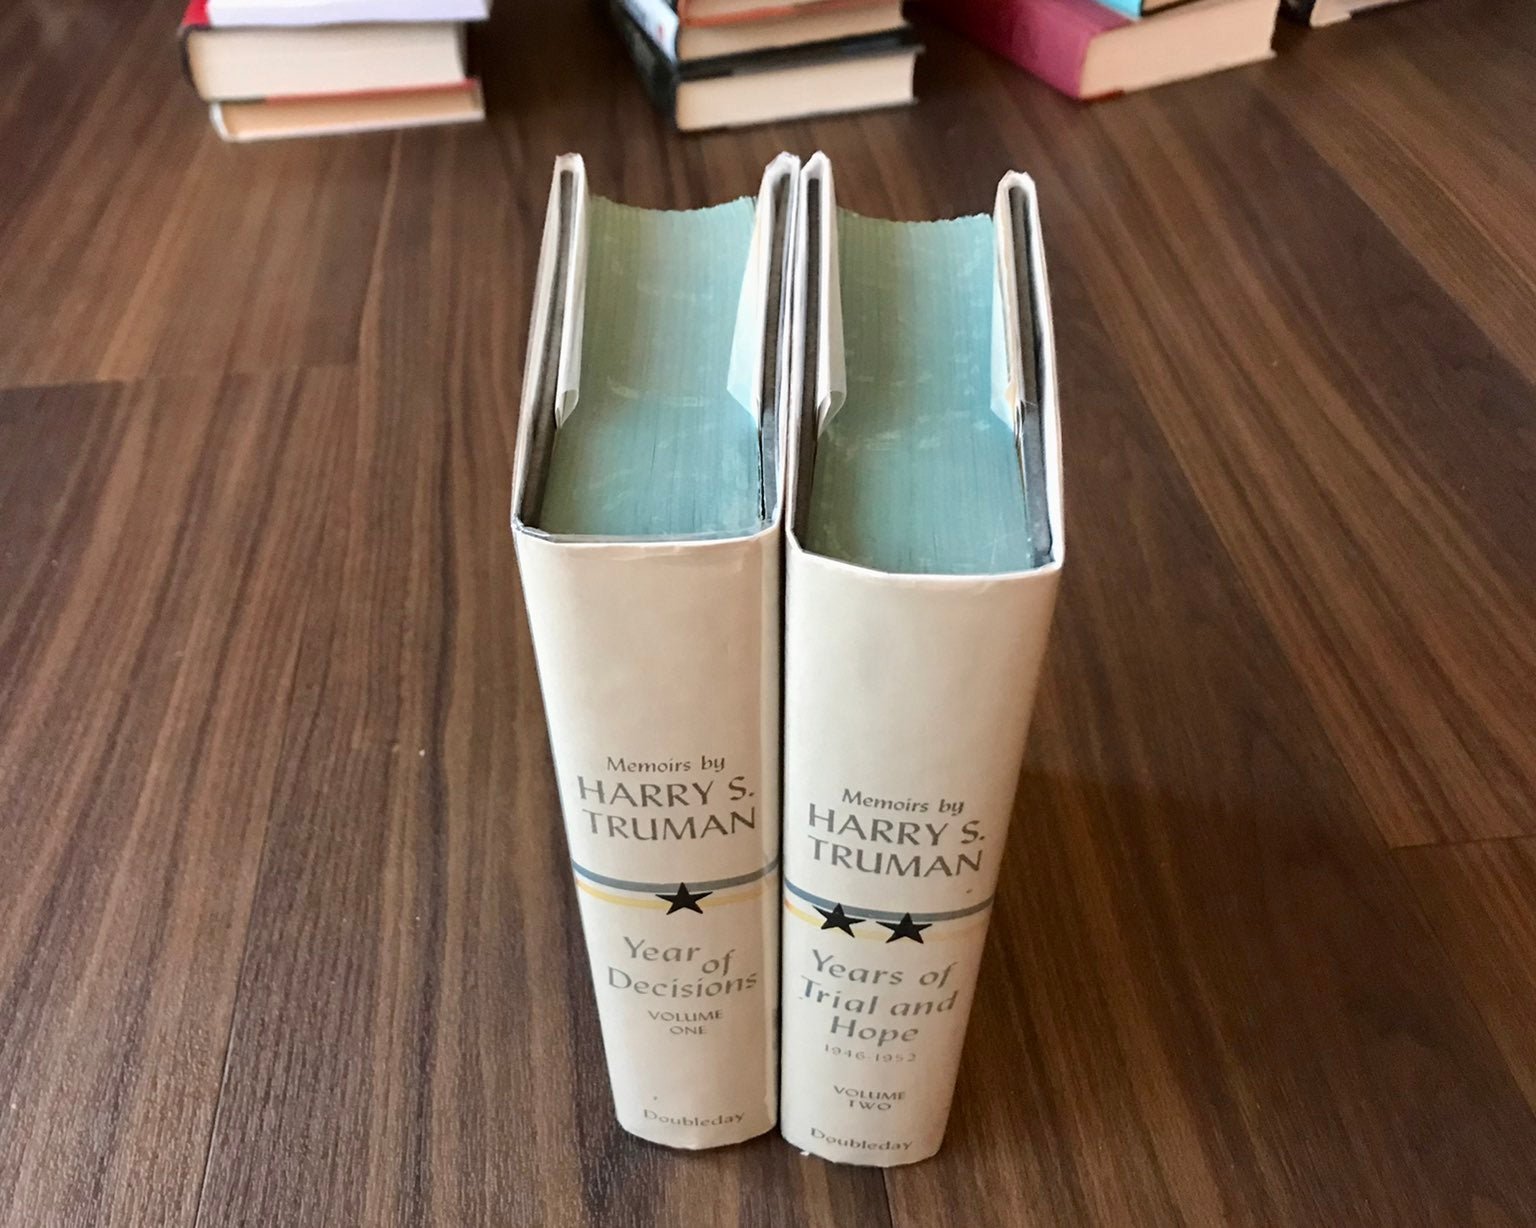 Memoirs by
HARRY S.
TRUMAN
Year of
Decisions
VOLUME
ONE
Doubleday
Memoirs by
HARRY S.
TRUMAN
Years of
Trial and
Hope
1946-1952
VOLUME
TWO
Doubleday